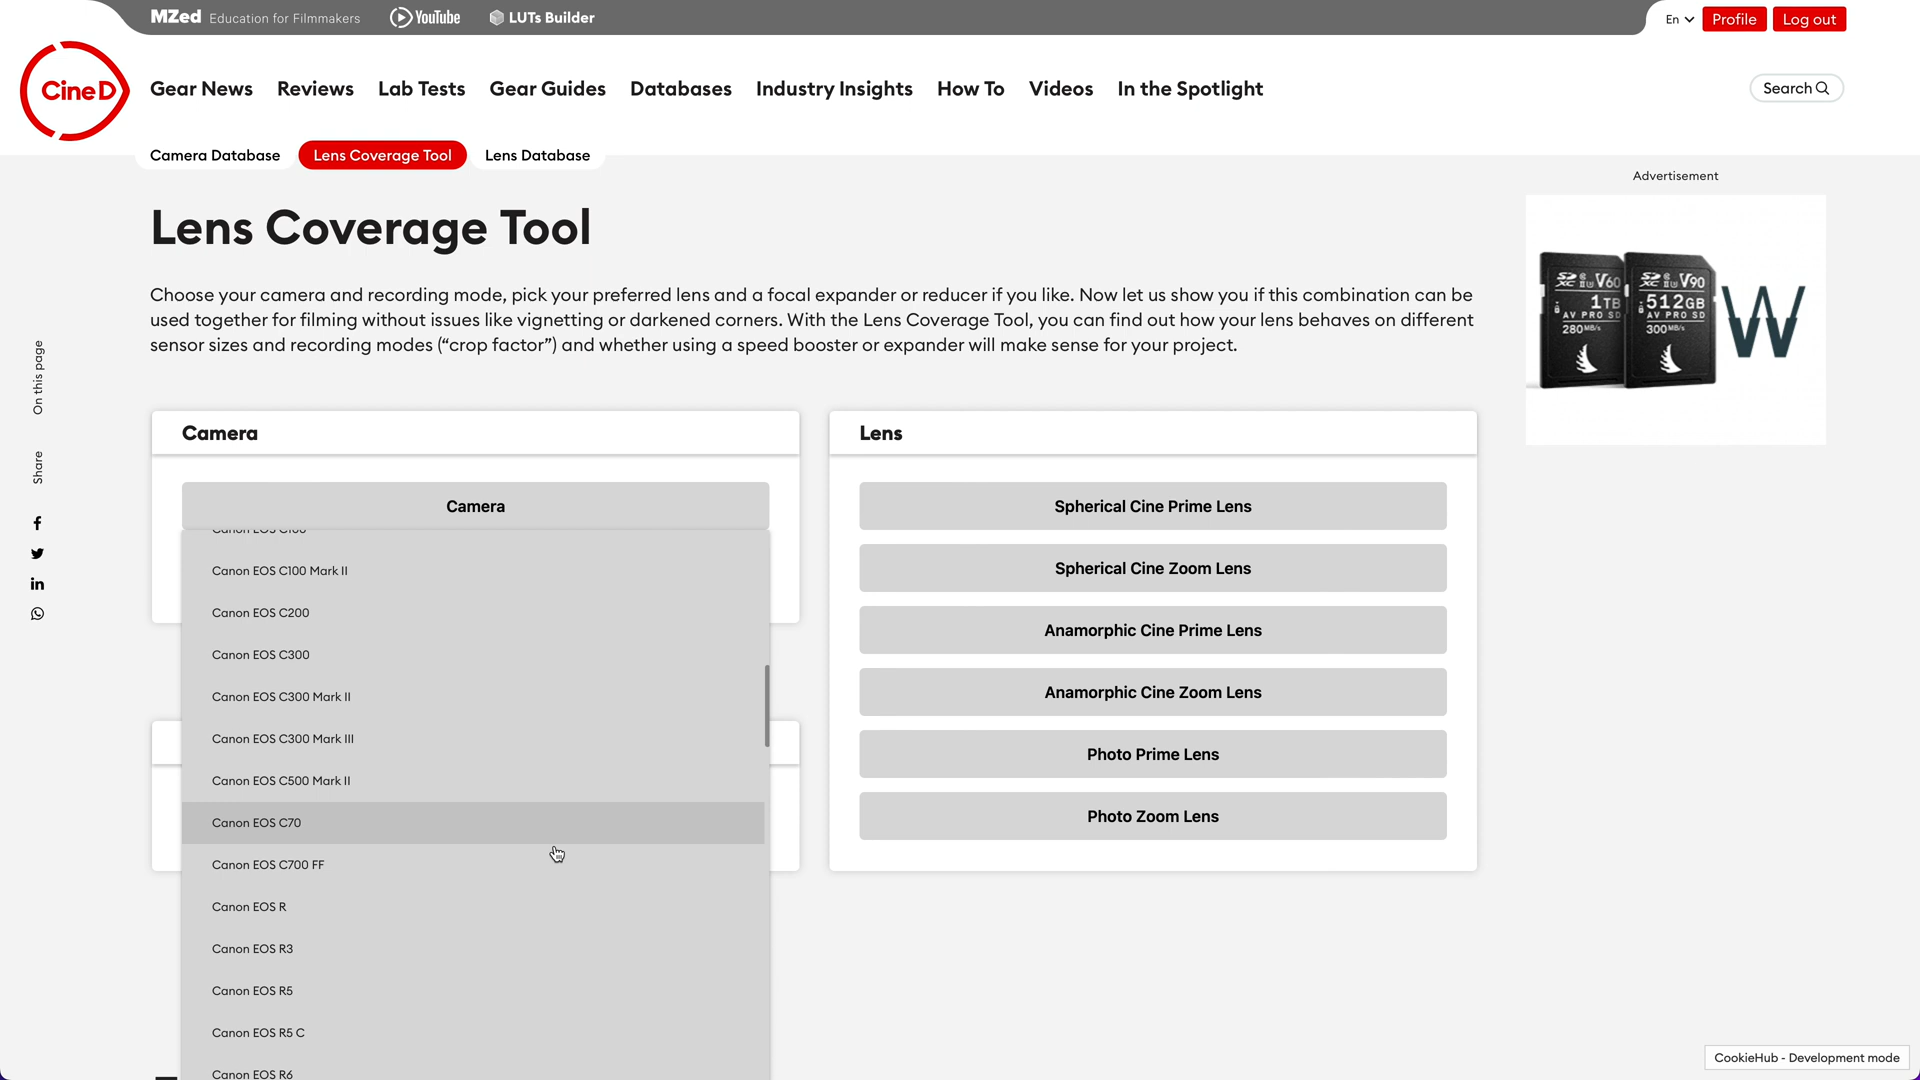 MZed Education for Filmmakers
YouTube
LUTs Builder
En
Profile
Log out
CineD
Gear News
Reviews
Lab Tests
Gear Guides
Databases
Industry Insights
How To
Videos
In the Spotlight
Search
Camera Database
Lens Coverage Tool
Lens Database
Advertisement
Lens Coverage Tool
Choose your camera and recording mode, pick your preferred lens and a focal expander or reducer if you like. Now let us show you if this combination can be
used together for filming without issues like vignetting or darkened corners. With the Lens Coverage Tool, you can find out how your lens behaves on different
sensor sizes and recording modes (“crop factor”) and whether using a speed booster or expander will make sense for your project.
V60
1TB
AV PRO SD
280MB/s
V90
512GB
AV PRO SD
300MB/s
W
On this page
Share
Camera
Camera
Canon EOS C100
Canon EOS C100 Mark II
Canon EOS C200
Canon EOS C300
Canon EOS C300 Mark II
Canon EOS C300 Mark III
Canon EOS C500 Mark II
Canon EOS C70
Canon EOS C700 FF
Canon EOS R
Canon EOS R3
Canon EOS R5
Canon EOS R5 C
Canon EOS R6
Lens
Spherical Cine Prime Lens
Spherical Cine Zoom Lens
Anamorphic Cine Prime Lens
Anamorphic Cine Zoom Lens
Photo Prime Lens
Photo Zoom Lens
CookieHub - Development mode